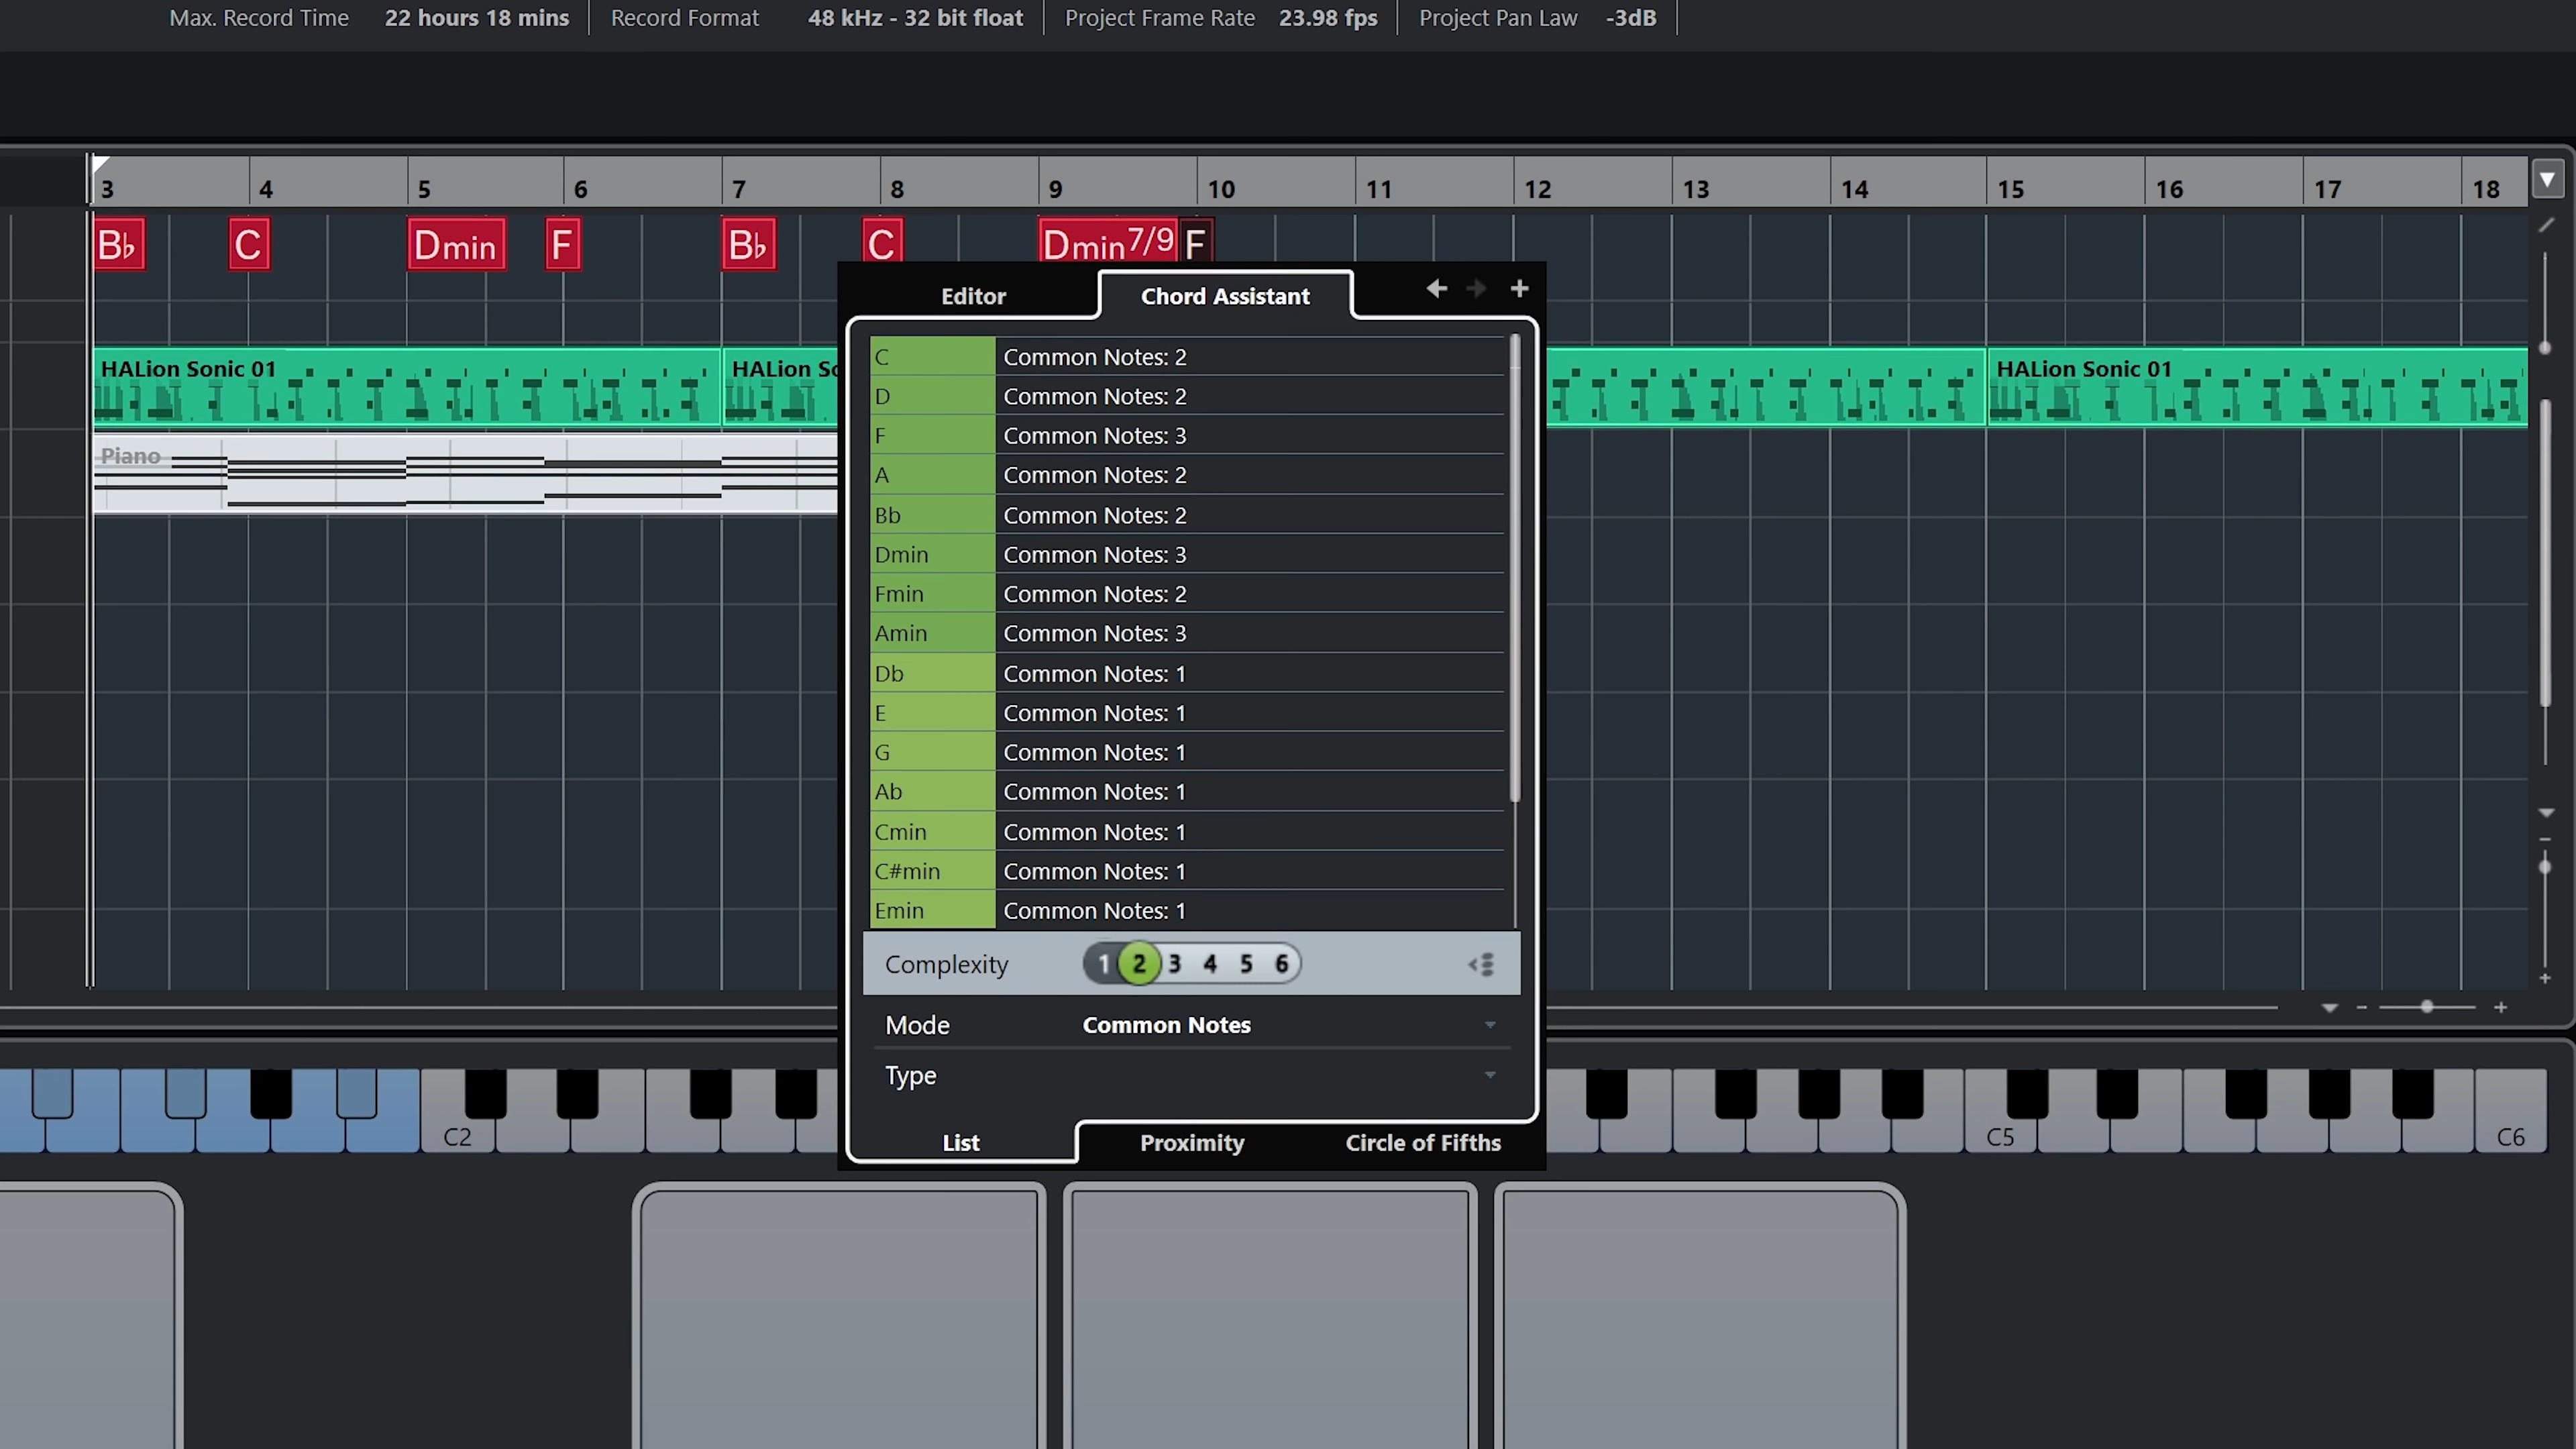 Max. Record Time 22 hours 18 mins Record Format 48 kHz - 32 bit float Project Frame Rate 23.98 fps Project Pan Law -3dB
3 4 5 6 7 8 9 10 11 12 13 14 15 16 17 18
B♭ C Dmin F B♭ C Dmin7/9 F
Editor Chord Assistant
HALion Sonic 01 HALion So HALion Sonic 01
Piano
C Common Notes: 2
D Common Notes: 2
F Common Notes: 3
A Common Notes: 2
Bb Common Notes: 2
Dmin Common Notes: 3
Fmin Common Notes: 2
Amin Common Notes: 3
Db Common Notes: 1
E Common Notes: 1
G Common Notes: 1
Ab Common Notes: 1
Cmin Common Notes: 1
C#min Common Notes: 1
Emin Common Notes: 1
Complexity 1 2 3 4 5 6
Mode Common Notes
Type
List Proximity Circle of Fifths
C2 C5 C6